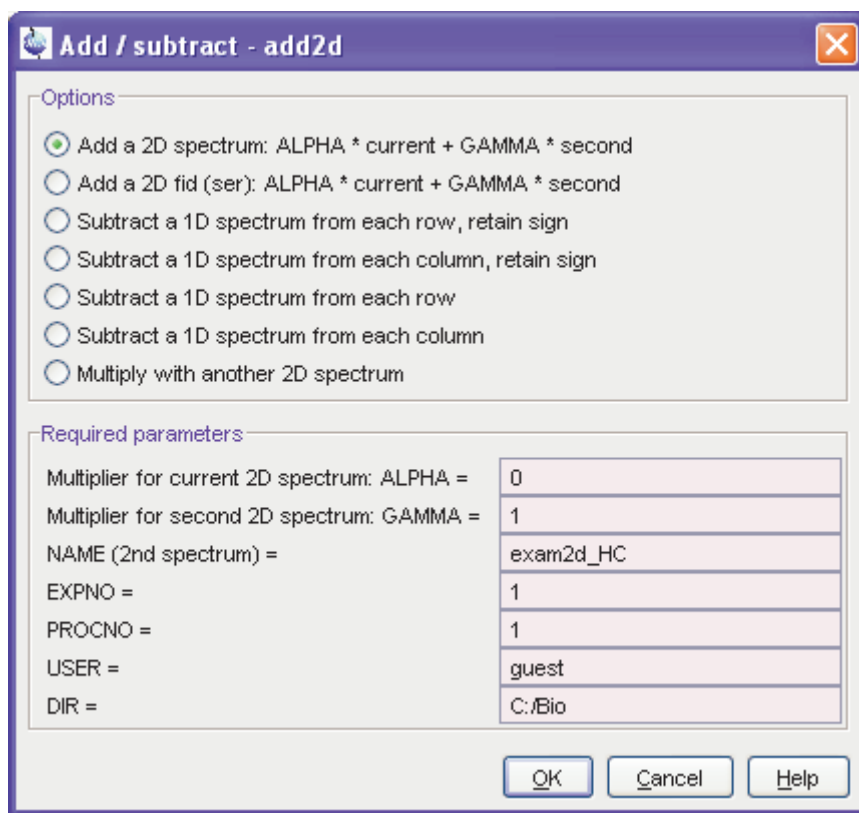 Add / subtract - add2d
Options
Add a 2D spectrum: ALPHA * current + GAMMA * second
Add a 2D fid (ser): ALPHA * current + GAMMA * second
Subtract a 1D spectrum from each row, retain sign
Subtract a 1D spectrum from each column, retain sign
Subtract a 1D spectrum from each row
Subtract a 1D spectrum from each column
Multiply with another 2D spectrum
Required parameters
Multiplier for current 2D spectrum: ALPHA = 0
Multiplier for second 2D spectrum: GAMMA = 1
NAME (2nd spectrum) = exam2d_HC
EXPNO = 1
PROCNO = 1
USER = guest
DIR = C:/Bio
OK Cancel Help